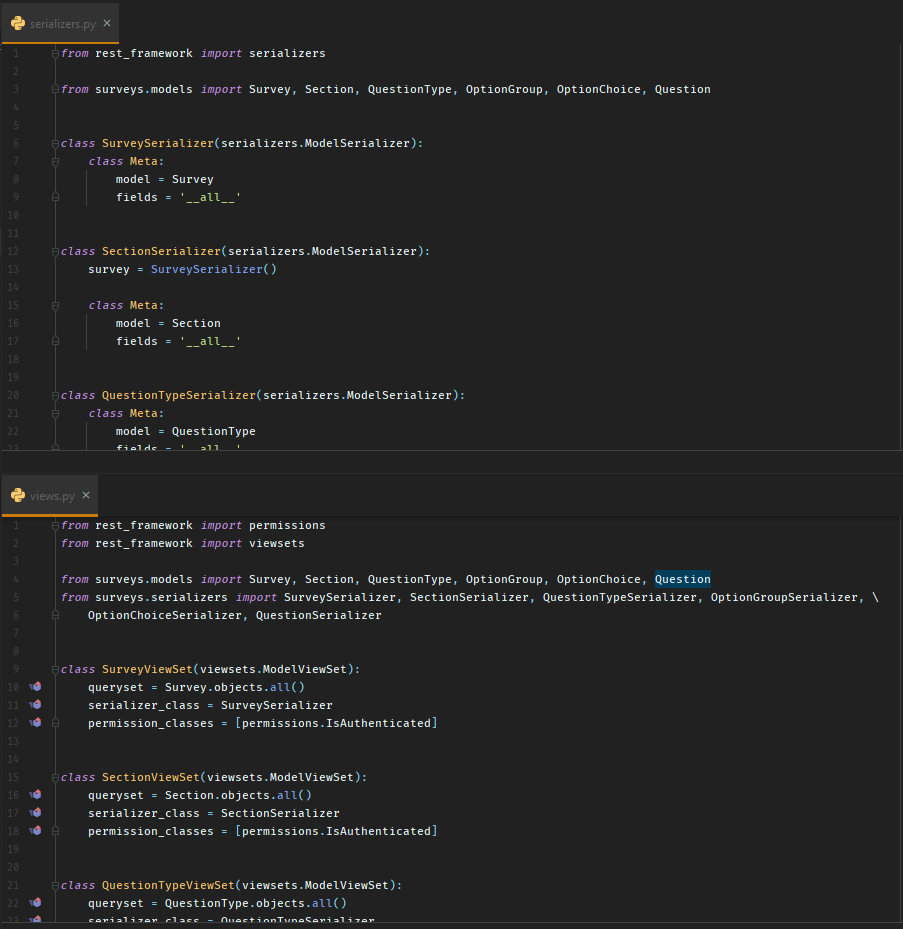 serializers.py ×
1 from rest_framework import serializers
2
3 from surveys.models import Survey, Section, QuestionType, OptionGroup, OptionChoice, Question
4
5
6 class SurveySerializer(serializers.ModelSerializer):
7     class Meta:
8         model = Survey
9         fields = '__all__'
10
11
12 class SectionSerializer(serializers.ModelSerializer):
13     survey = SurveySerializer()
14
15     class Meta:
16         model = Section
17         fields = '__all__'
18
19
20 class QuestionTypeSerializer(serializers.ModelSerializer):
21     class Meta:
22         model = QuestionType
23         fields = '__all__'
views.py ×
1 from rest_framework import permissions
2 from rest_framework import viewsets
3
4 from surveys.models import Survey, Section, QuestionType, OptionGroup, OptionChoice, Question
5 from surveys.serializers import SurveySerializer, SectionSerializer, QuestionTypeSerializer, OptionGroupSerializer, \
6     OptionChoiceSerializer, QuestionSerializer
7
8
9 class SurveyViewSet(viewsets.ModelViewSet):
10     queryset = Survey.objects.all()
11     serializer_class = SurveySerializer
12     permission_classes = [permissions.IsAuthenticated]
13
14
15 class SectionViewSet(viewsets.ModelViewSet):
16     queryset = Section.objects.all()
17     serializer_class = SectionSerializer
18     permission_classes = [permissions.IsAuthenticated]
19
20
21 class QuestionTypeViewSet(viewsets.ModelViewSet):
22     queryset = QuestionType.objects.all()
23     serializer_class = QuestionTypeSerializer